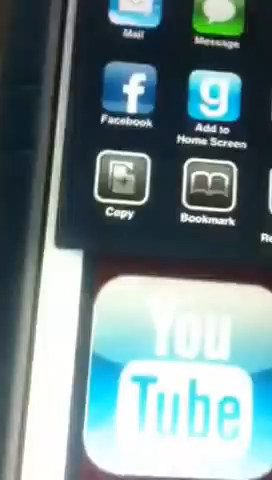 Mail
Message
f
Facebook
g
Add to
Home Screen
Copy
Bookmark
You
Tube